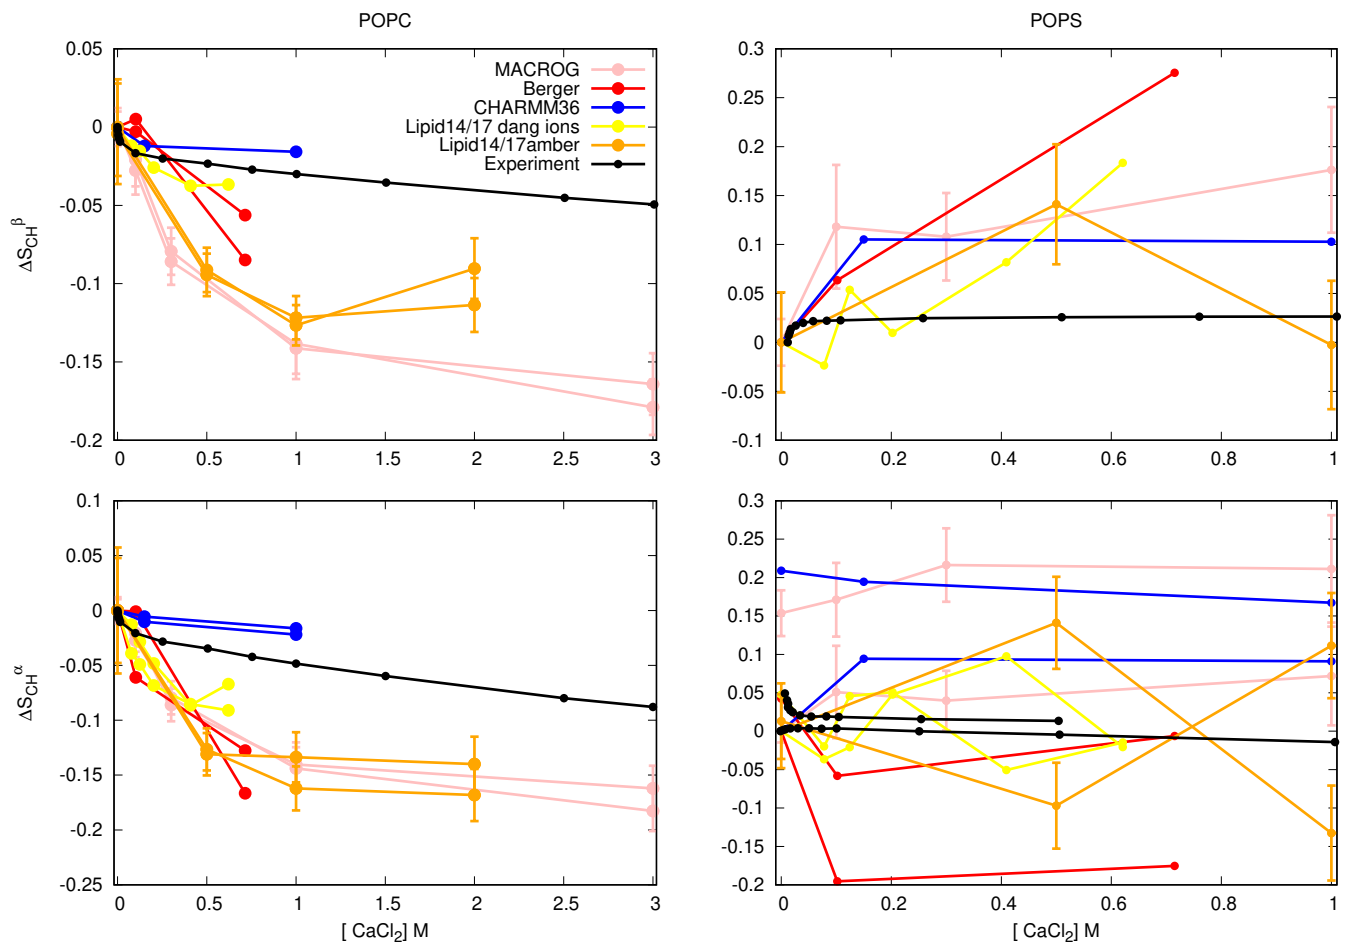 POPC
POPS
0.05
0
-0.05
-0.1
-0.15
-0.2
ΔS_CH^β
0 0.5 1 1.5 2 2.5 3
MACROG
Berger
CHARMM36
Lipid14/17 dang ions
Lipid14/17amber
Experiment
0.3
0.25
0.2
0.15
0.1
0.05
0
-0.05
-0.1
0 0.2 0.4 0.6 0.8 1
0.1
0.05
0
-0.05
-0.1
-0.15
-0.2
-0.25
ΔS_CH^α
0 0.5 1 1.5 2 2.5 3
[ CaCl2] M
0.3
0.25
0.2
0.15
0.1
0.05
0
-0.05
-0.1
-0.15
-0.2
0 0.2 0.4 0.6 0.8 1
[ CaCl2] M